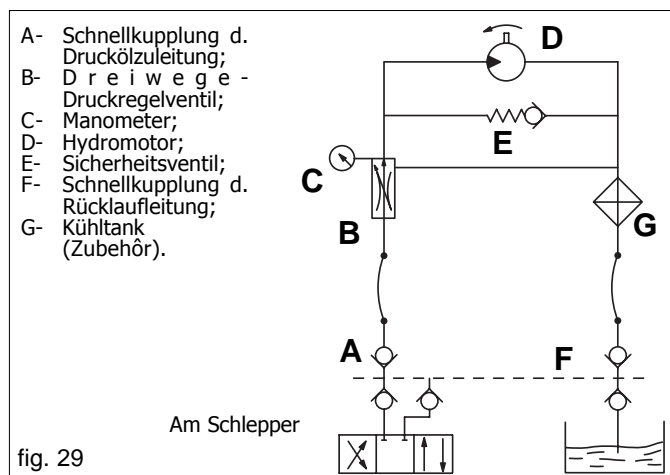 A- Schnellkupplung d.
Druckölzuleitung;
B- D r e i w e g e -
Druckregelventil;
C- Manometer;
D- Hydromotor;
E- Sicherheitsventil;
F- Schnellkupplung d.
Rücklaufleitung;
G- Kühltank
(Zubehôr).
D
E
C
B
G
A
F
Am Schlepper
fig. 29